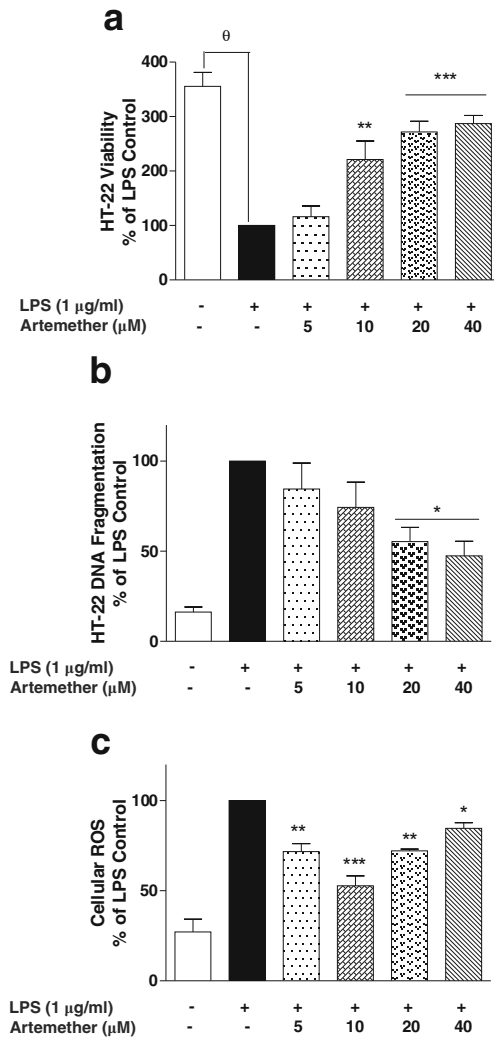 a
θ
***
**
400
300
200
100
0
HT-22 Viability
% of LPS Control
LPS (1 μg/ml) - + + + + +
Artemether (μM) - - 5 10 20 40
b
*
100
50
0
HT-22 DNA Fragmentation
% of LPS Control
LPS (1 μg/ml) - + + + + +
Artemether (μM) - - 5 10 20 40
c
** *** ** *
100
50
0
Cellular ROS
% of LPS Control
LPS (1 μg/ml) - + + + + +
Artemether (μM) - - 5 10 20 40